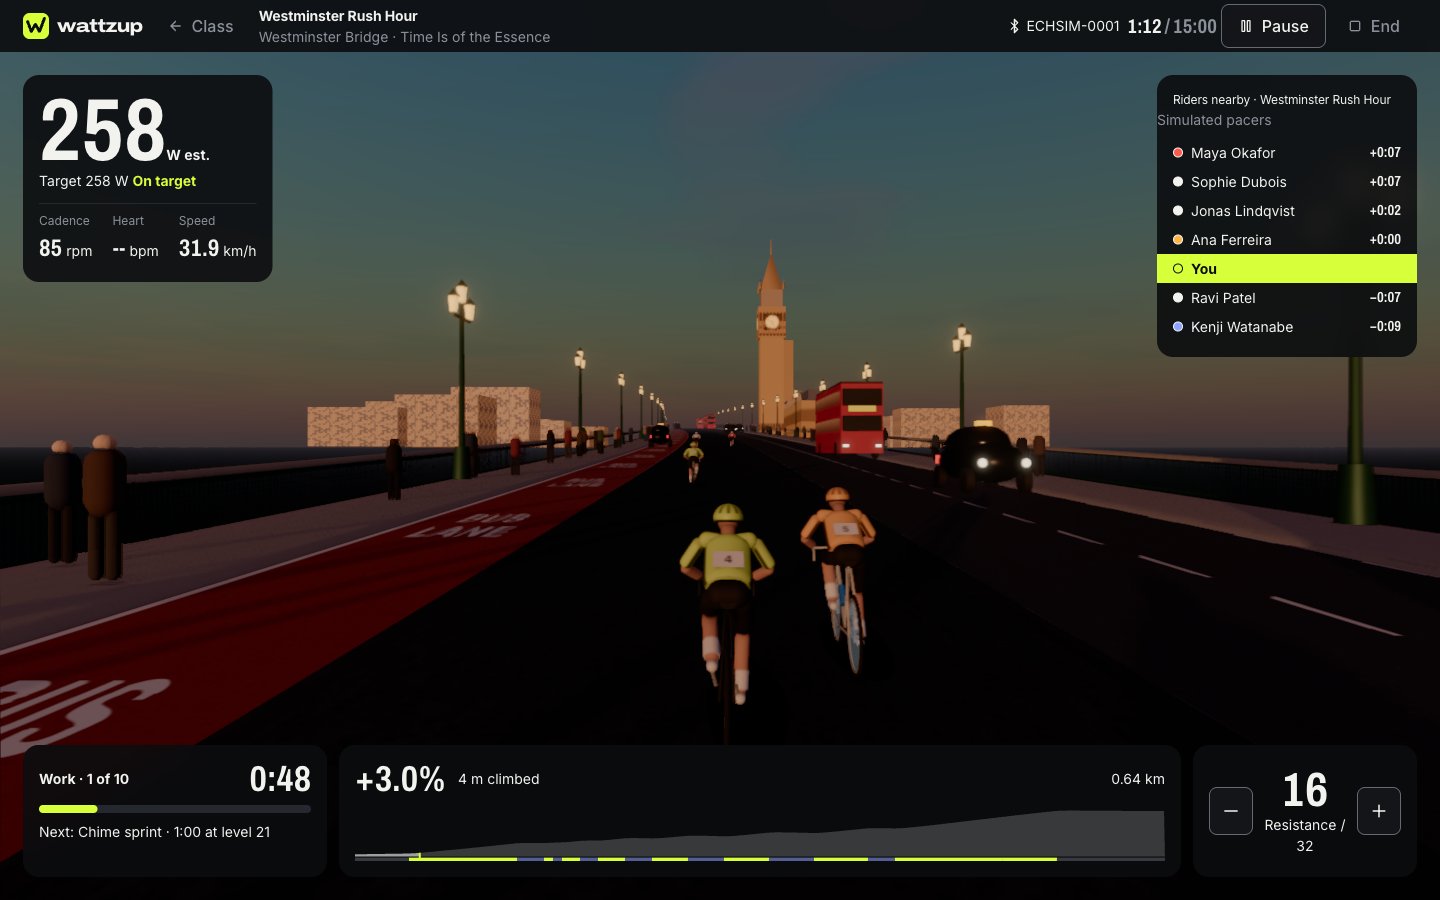 W wattzup
Class
Westminster Rush Hour
Westminster Bridge · Time Is of the Essence
ECHSIM-0001 1:12 / 15:00
Pause
End
258 W est.
Target 258 W On target
Cadence Heart Speed
85 rpm -- bpm 31.9 km/h
Riders nearby · Westminster Rush Hour
Simulated pacers
Maya Okafor +0:07
Sophie Dubois +0:07
Jonas Lindqvist +0:02
Ana Ferreira +0:00
You
Ravi Patel −0:07
Kenji Watanabe −0:09
BUS
LANE
4
5
Work · 1 of 10 0:48
Next: Chime sprint · 1:00 at level 21
+3.0% 4 m climbed 0.64 km
−
16
+
Resistance /
32